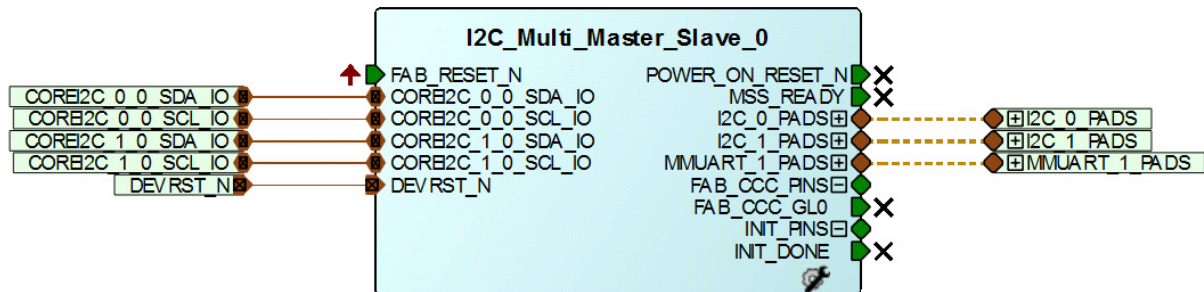 I2C_Multi_Master_Slave_0
FAB_RESET_N
POWER_ON_RESET_N
COREI2C_0_0_SDA_IO
COREI2C_0_0_SDA_IO
MSS_READY
COREI2C_0_0_SCL_IO
COREI2C_0_0_SCL_IO
I2C_0_PADS
I2C_0_PADS
COREI2C_1_0_SDA_IO
COREI2C_1_0_SDA_IO
I2C_1_PADS
I2C_1_PADS
COREI2C_1_0_SCL_IO
COREI2C_1_0_SCL_IO
MMUART_1_PADS
MMUART_1_PADS
DEVRST_N
DEVRST_N
FAB_CCC_PINS
FAB_CCC_GL0
INIT_PINS
INIT_DONE